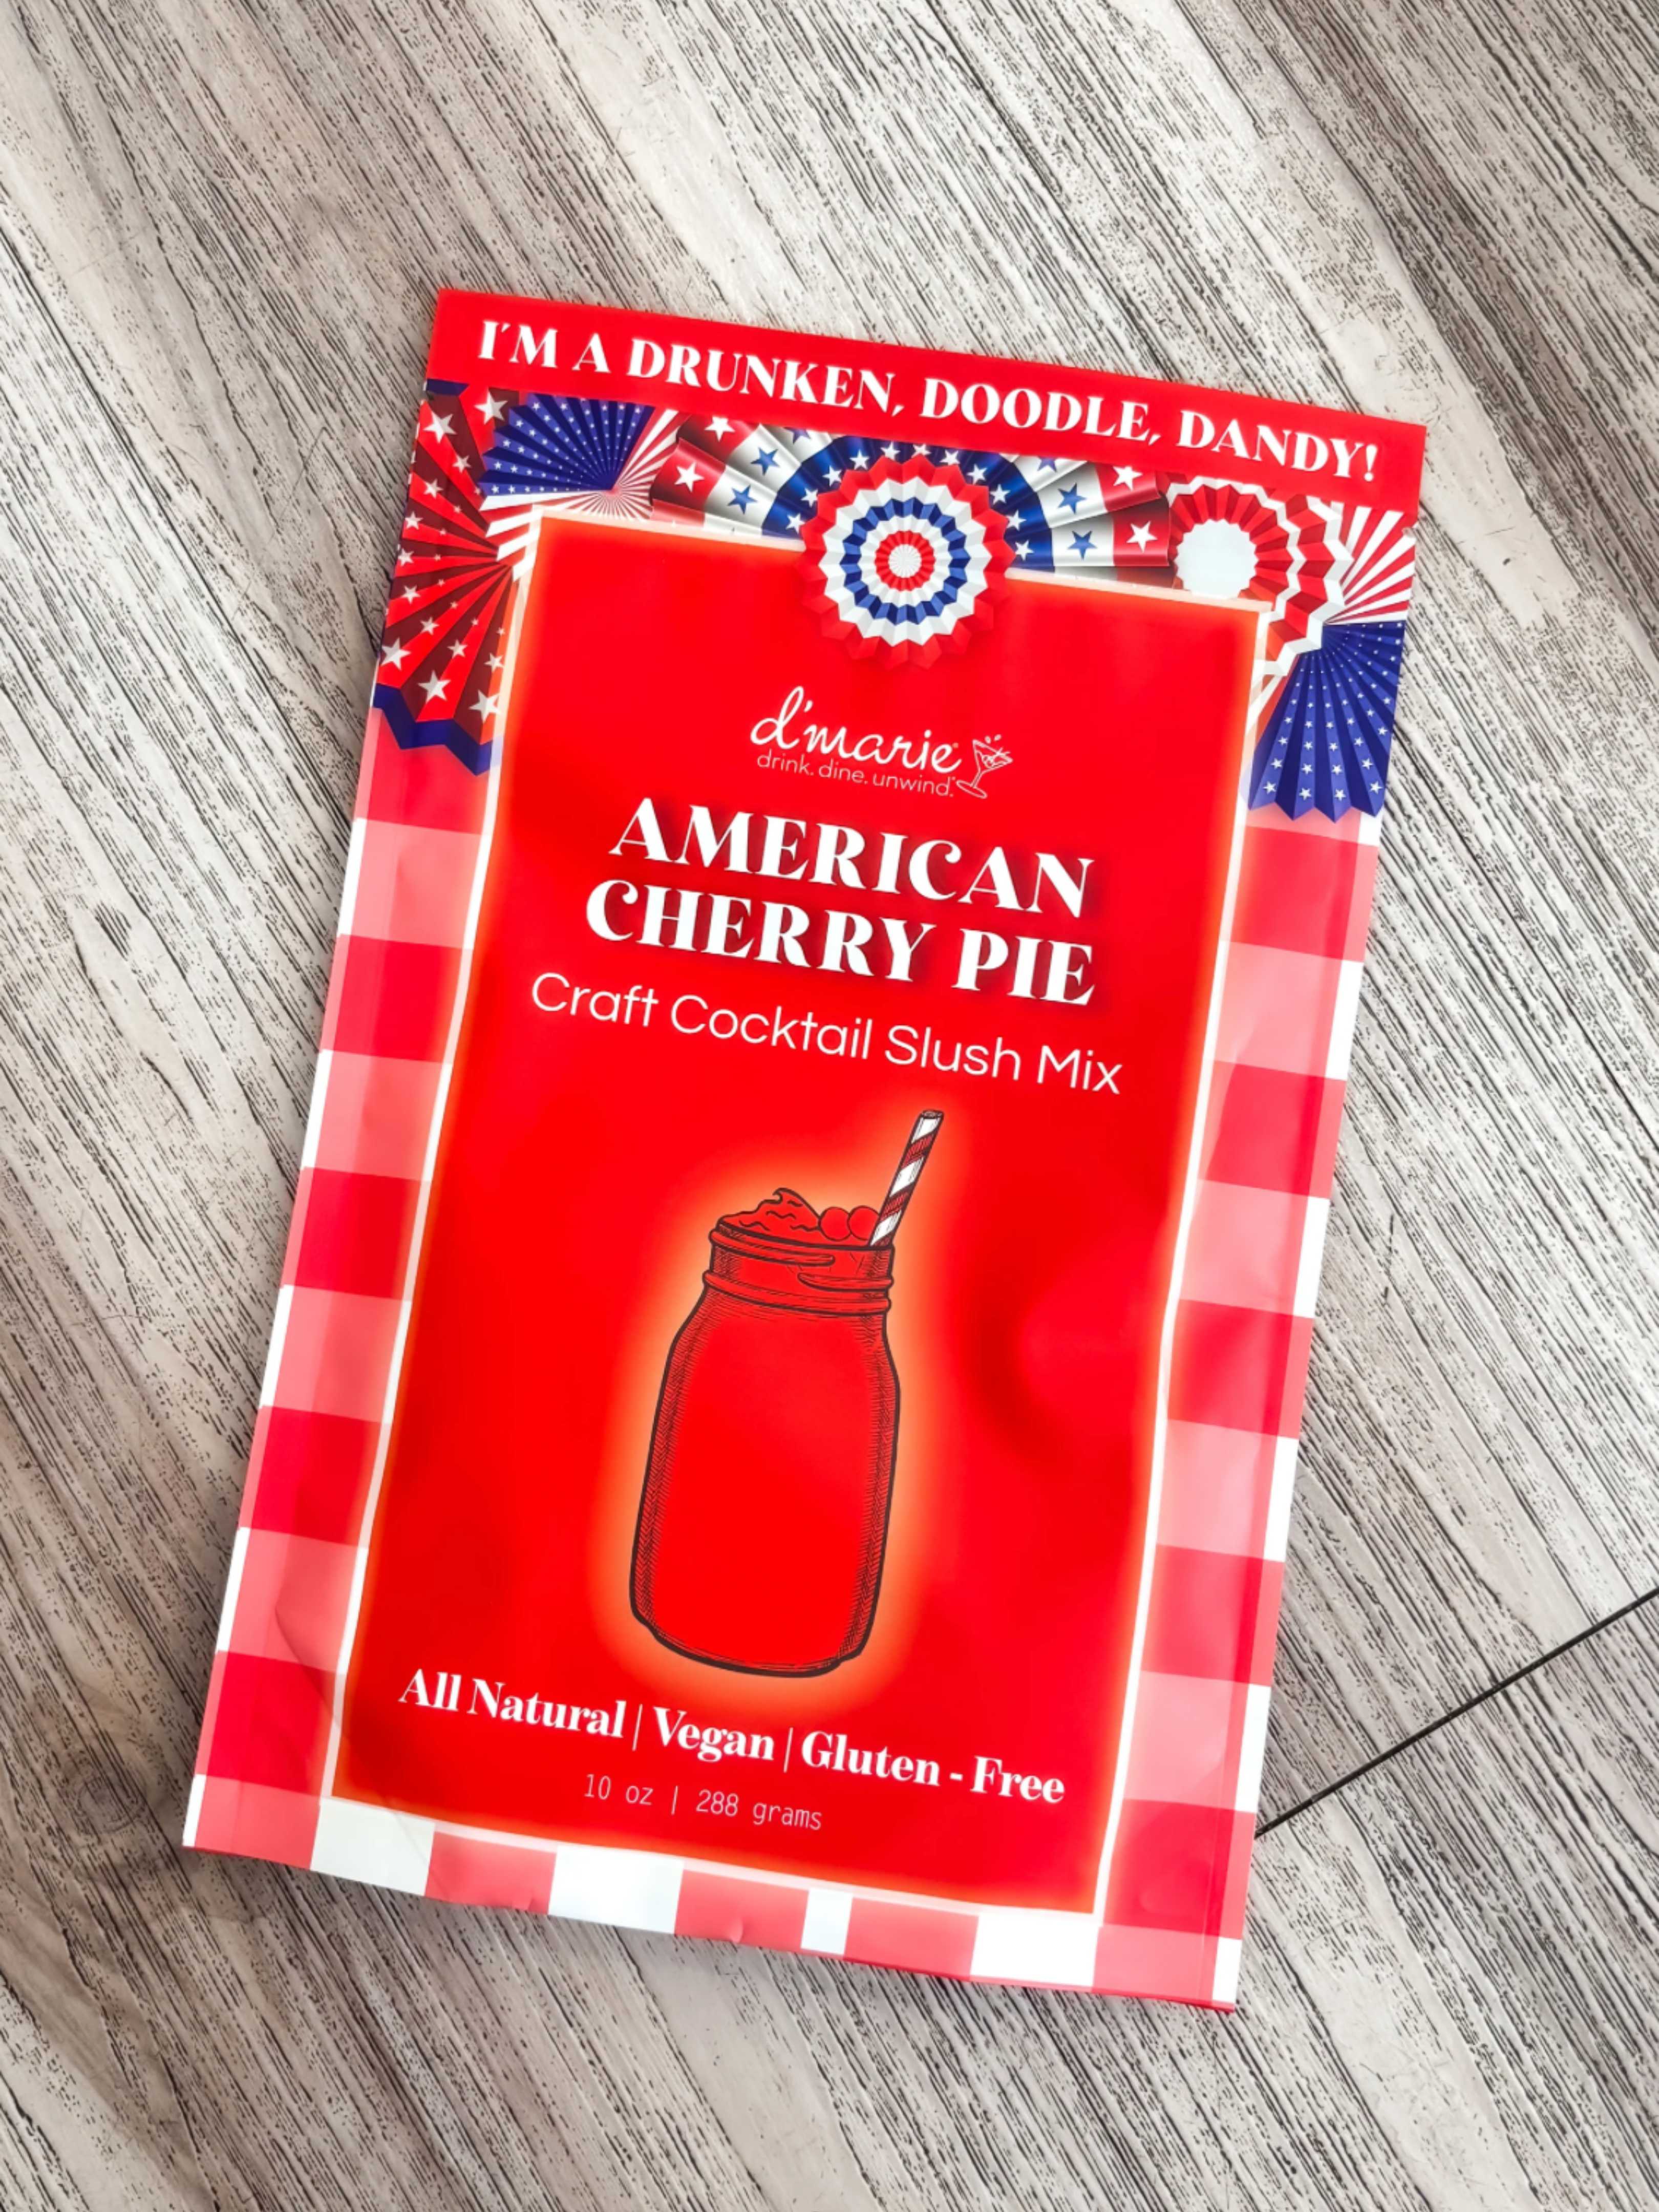 I'M A DRUNKEN, DOODLE, DANDY!
d'marie
drink. dine. unwind.
AMERICAN
CHERRY PIE
Craft Cocktail Slush Mix
All Natural | Vegan | Gluten - Free
10 oz | 288 grams